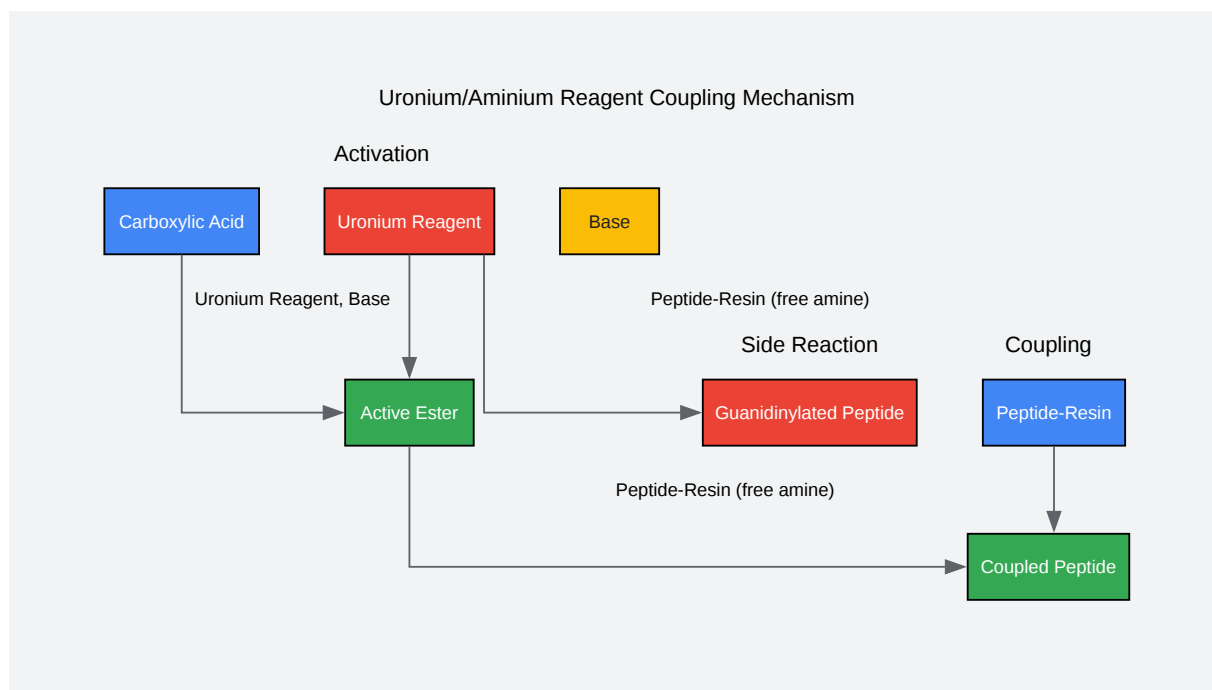 Uronium/Aminium Reagent Coupling Mechanism
Activation
Carboxylic Acid
Uronium Reagent
Base
Uronium Reagent, Base
Peptide-Resin (free amine)
Side Reaction
Coupling
Active Ester
Guanidinylated Peptide
Peptide-Resin
Peptide-Resin (free amine)
Coupled Peptide